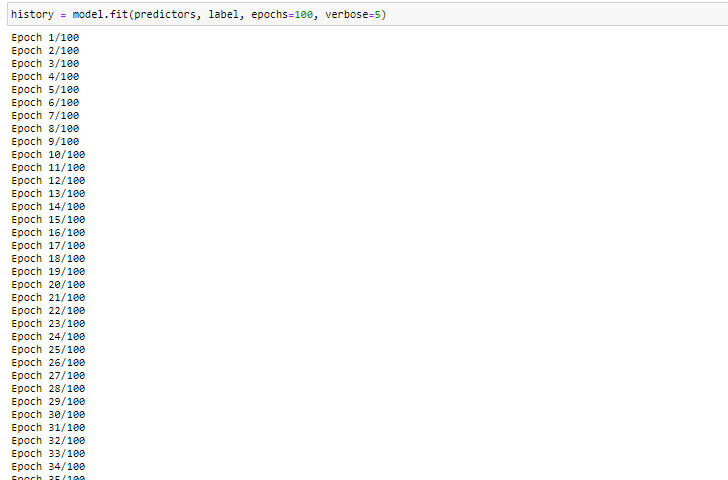 history = model.fit(predictors, label, epochs=100, verbose=5)
Epoch 1/100
Epoch 2/100
Epoch 3/100
Epoch 4/100
Epoch 5/100
Epoch 6/100
Epoch 7/100
Epoch 8/100
Epoch 9/100
Epoch 10/100
Epoch 11/100
Epoch 12/100
Epoch 13/100
Epoch 14/100
Epoch 15/100
Epoch 16/100
Epoch 17/100
Epoch 18/100
Epoch 19/100
Epoch 20/100
Epoch 21/100
Epoch 22/100
Epoch 23/100
Epoch 24/100
Epoch 25/100
Epoch 26/100
Epoch 27/100
Epoch 28/100
Epoch 29/100
Epoch 30/100
Epoch 31/100
Epoch 32/100
Epoch 33/100
Epoch 34/100
Epoch 35/100